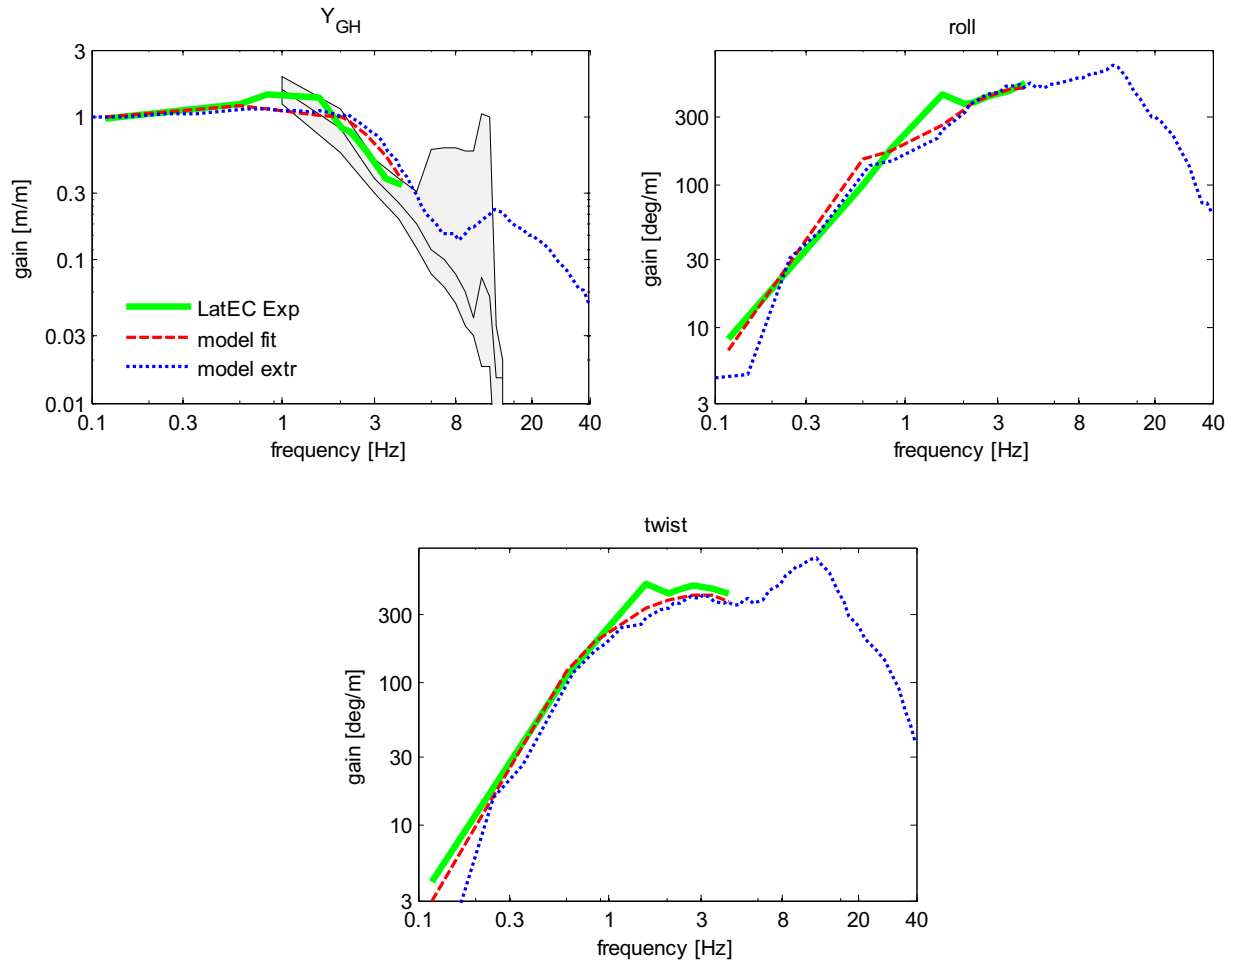 Y_GH
gain [m/m]
3
1
0.3
0.1
0.03
0.01
LatEC Exp
model fit
model extr
0.1 0.3 1 3 8 20 40
frequency [Hz]
roll
gain [deg/m]
300
100
30
10
3
0.1 0.3 1 3 8 20 40
frequency [Hz]
twist
gain [deg/m]
300
100
30
10
3
0.1 0.3 1 3 8 20 40
frequency [Hz]